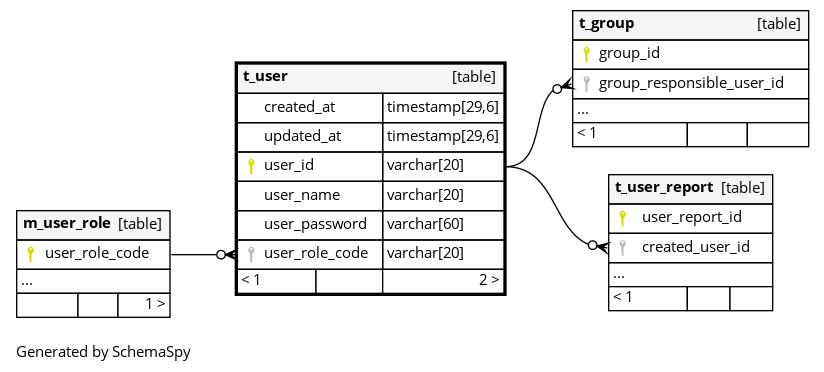 t_group [table]
group_id
group_responsible_user_id
...
< 1
t_user [table]
created_at timestamp[29,6]
updated_at timestamp[29,6]
user_id varchar[20]
user_name varchar[20]
user_password varchar[60]
user_role_code varchar[20]
< 1 2 >
t_user_report [table]
user_report_id
created_user_id
...
< 1
m_user_role [table]
user_role_code
...
1 >
Generated by SchemaSpy